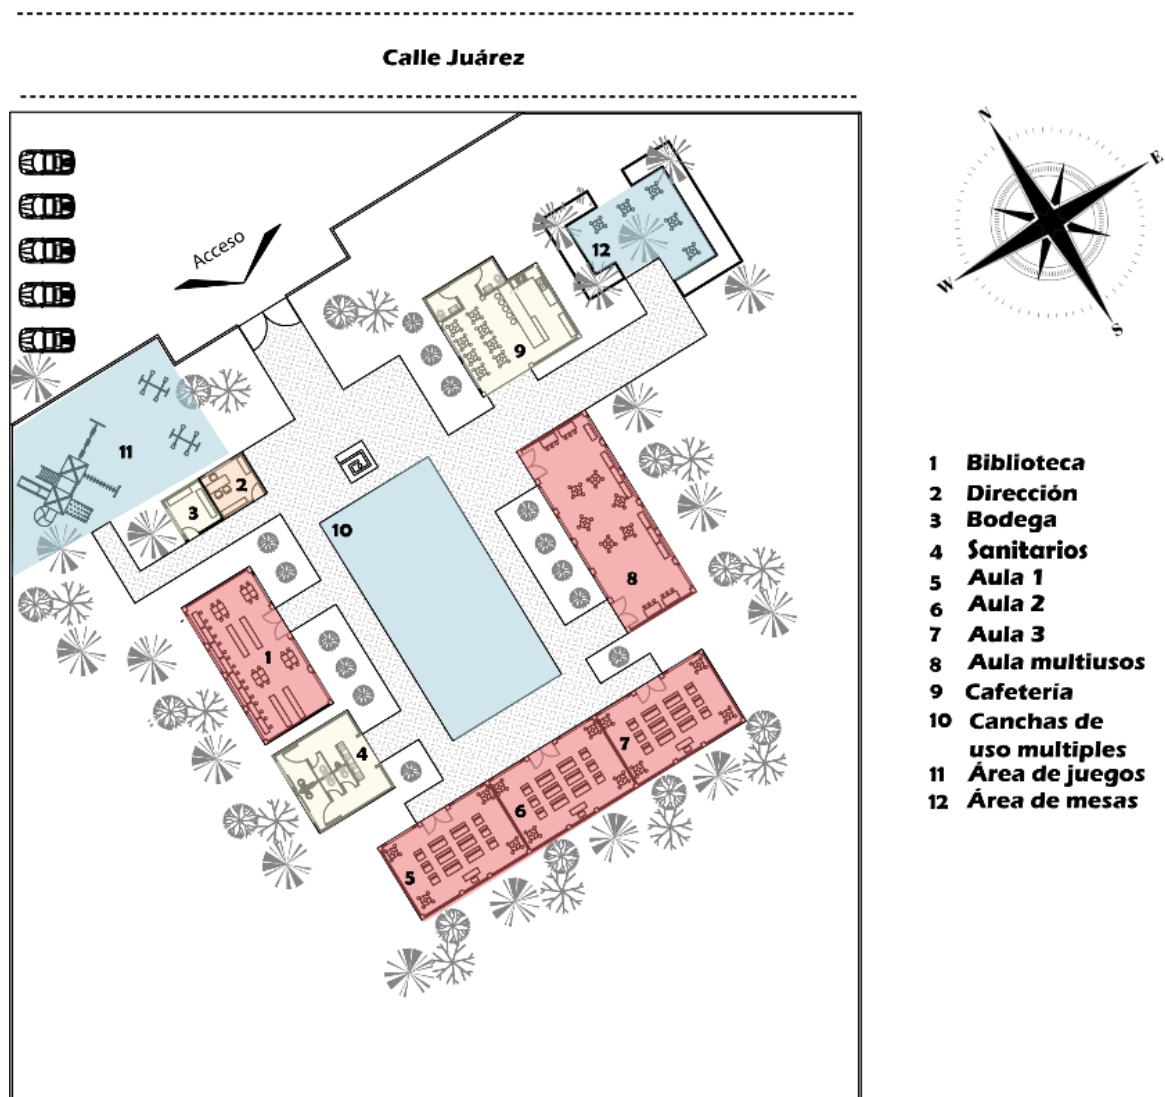 Calle Juárez
N
E
W
S
Acceso
12
9
11
2
3
10
8
1
4
7
6
5
1 Biblioteca
2 Dirección
3 Bodega
4 Sanitarios
5 Aula 1
6 Aula 2
7 Aula 3
8 Aula multiusos
9 Cafetería
10 Canchas de
uso multiples
11 Área de juegos
12 Área de mesas